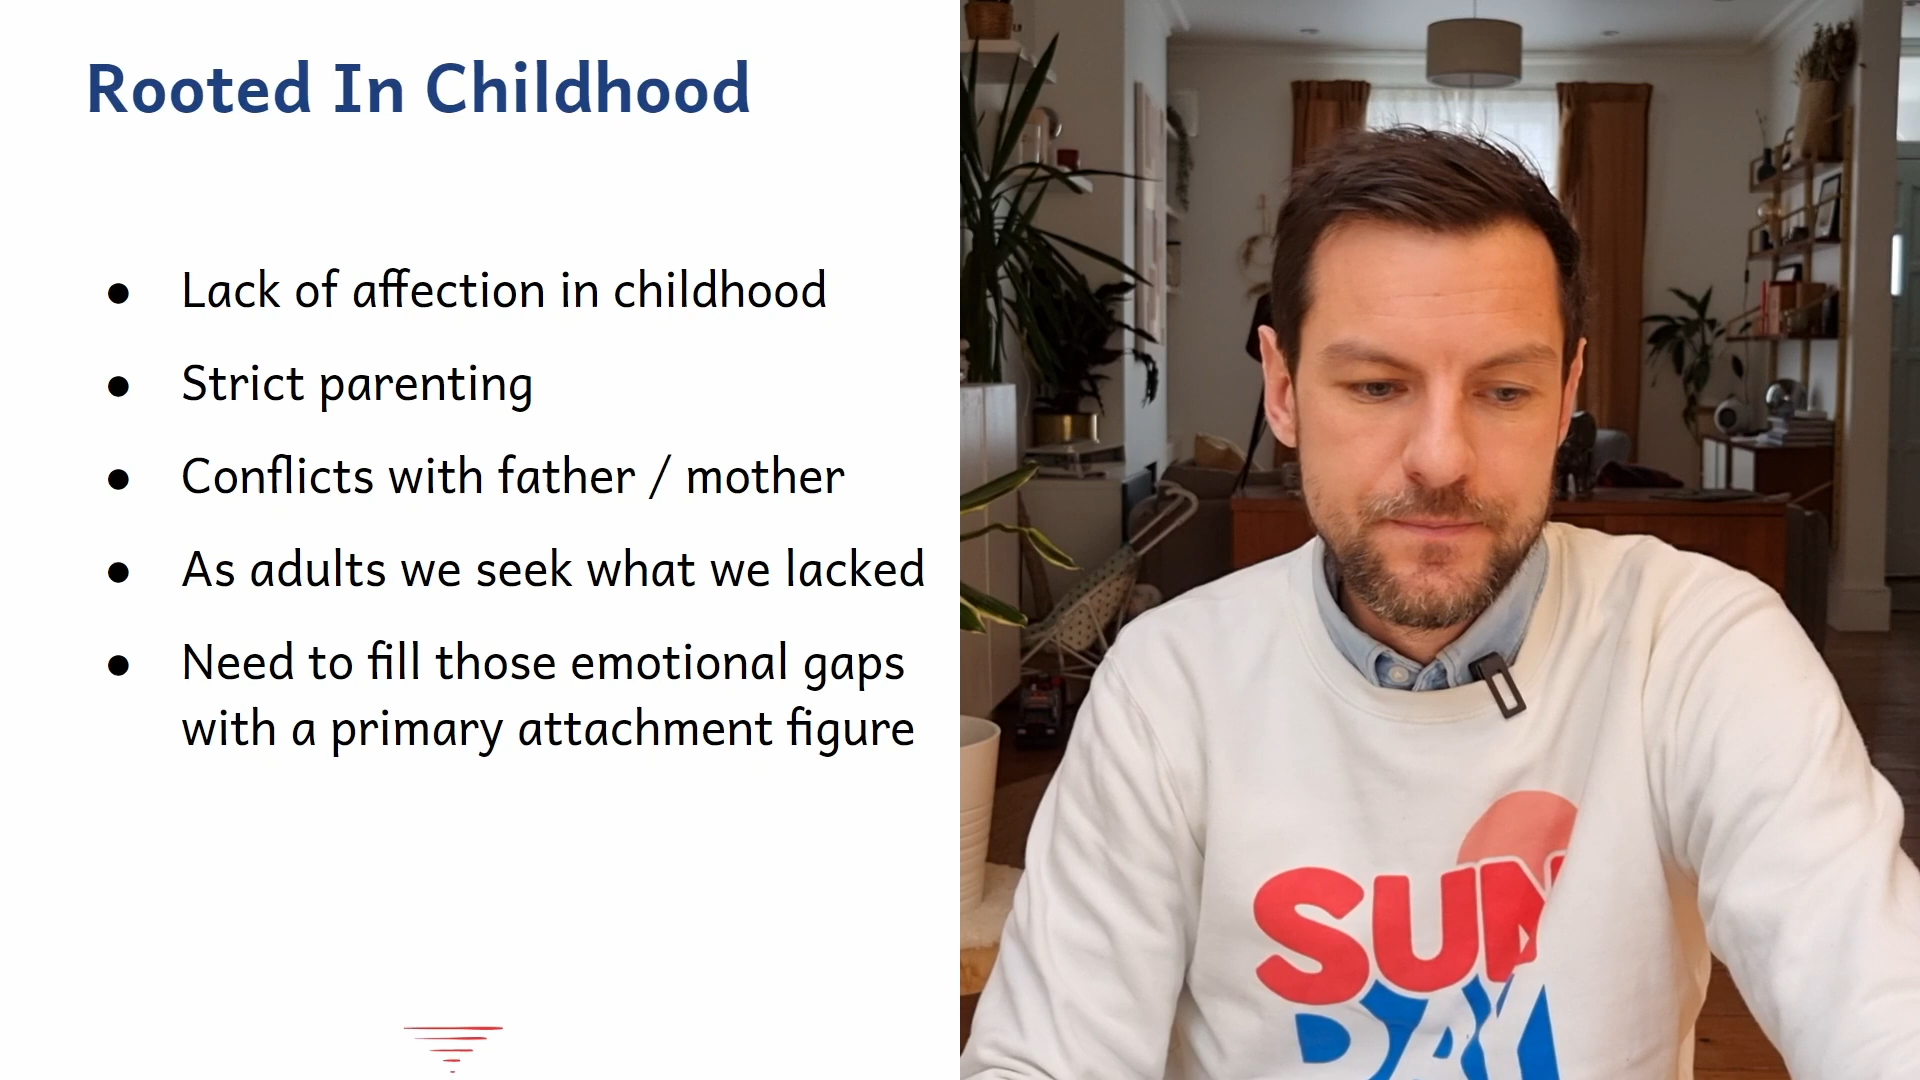 Rooted In Childhood
● Lack of affection in childhood
● Strict parenting
● Conflicts with father / mother
● As adults we seek what we lacked
● Need to fill those emotional gaps
with a primary attachment figure
SUN
DAY